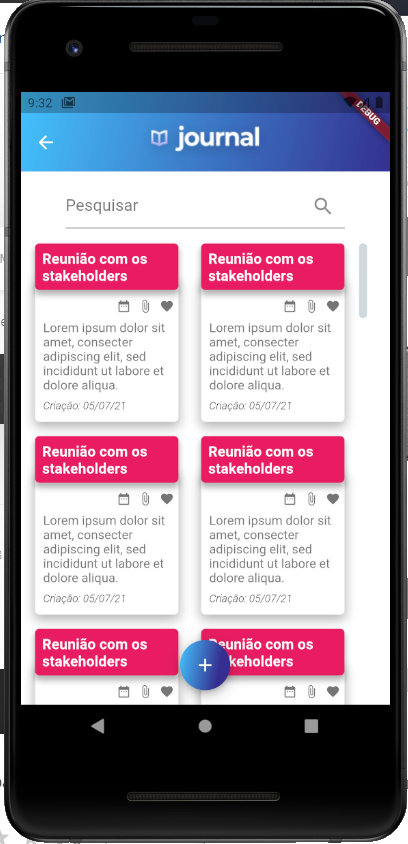 9:32
DEBUG
journal
Pesquisar
Reunião com os
stakeholders
Lorem ipsum dolor sit
amet, consecter
adipiscing elit, sed
incididunt ut labore et
dolore aliqua.
Criação: 05/07/21
Reunião com os
stakeholders
Lorem ipsum dolor sit
amet, consecter
adipiscing elit, sed
incididunt ut labore et
dolore aliqua.
Criação: 05/07/21
Reunião com os
stakeholders
Lorem ipsum dolor sit
amet, consecter
adipiscing elit, sed
incididunt ut labore et
dolore aliqua.
Criação: 05/07/21
Reunião com os
stakeholders
Lorem ipsum dolor sit
amet, consecter
adipiscing elit, sed
incididunt ut labore et
dolore aliqua.
Criação: 05/07/21
Reunião com os
stakeholders
Reunião com os
stakeholders